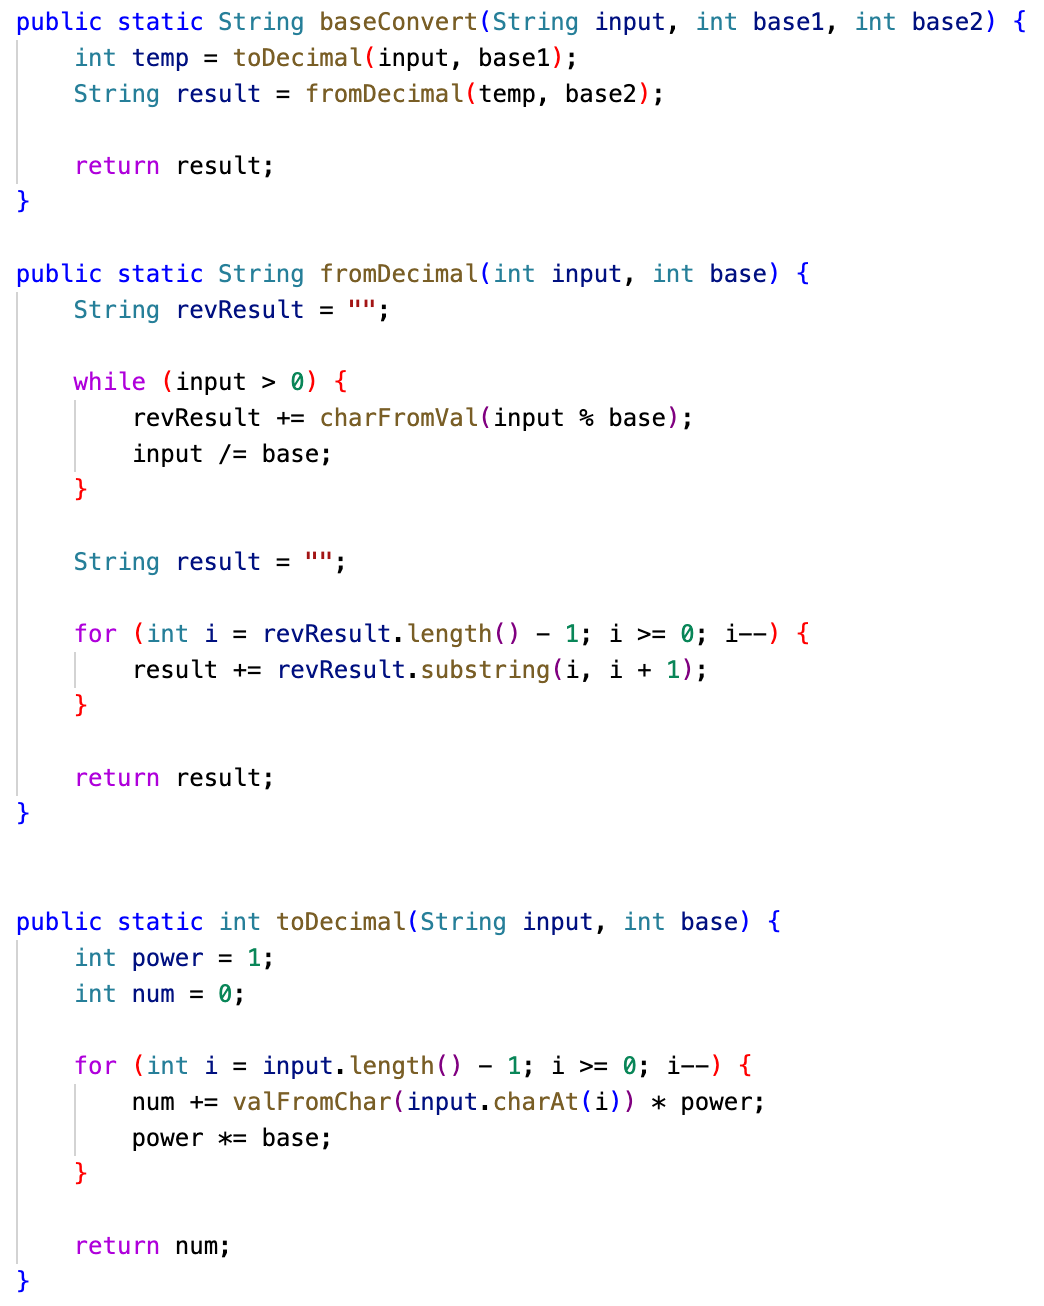 public static String baseConvert(String input, int base1, int base2) {
    int temp = toDecimal(input, base1);
    String result = fromDecimal(temp, base2);

    return result;
}

public static String fromDecimal(int input, int base) {
    String revResult = "";

    while (input > 0) {
        revResult += charFromVal(input % base);
        input /= base;
    }

    String result = "";

    for (int i = revResult.length() - 1; i >= 0; i--) {
        result += revResult.substring(i, i + 1);
    }

    return result;
}

public static int toDecimal(String input, int base) {
    int power = 1;
    int num = 0;

    for (int i = input.length() - 1; i >= 0; i--) {
        num += valFromChar(input.charAt(i)) * power;
        power *= base;
    }

    return num;
}